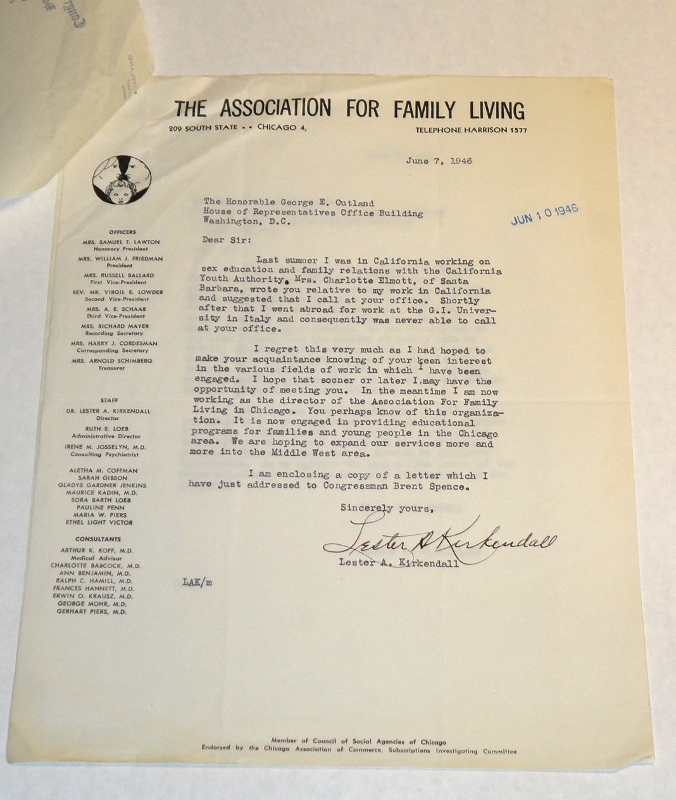 THE ASSOCIATION FOR FAMILY LIVING
209 SOUTH STATE - - CHICAGO 4,
TELEPHONE HARRISON 1577
June 7, 1946
JUN 10 1946
The Honorable George E. Outland
House of Representatives Office Building
Washington, D.C.
Dear Sir:
Last summer I was in California working on
sex education and family relations with the California
Youth Authority. Mrs. Charlotte Elmott, of Santa
Barbara, wrote you relative to my work in California
and suggested that I call at your office. Shortly
after that I went abroad for work at the G.I. Univer-
sity in Italy and consequently was never able to call
at your office.
I regret this very much as I had hoped to
make your acquaintance knowing of your keen interest
in the various fields of work in which I have been
engaged. I hope that sooner or later I may have the
opportunity of meeting you. In the meantime I am now
working as the director of the Association For Family
Living in Chicago. You perhaps know of this organiza-
tion. It is now engaged in providing educational
programs for families and young people in the Chicago
area. We are hoping to expand our services more and
more into the Middle West area.
I am enclosing a copy of a letter which I
have just addressed to Congressman Brent Spence.
Sincerely yours,
Lester A Kirkendall
Lester A. Kirkendall
LAK/m
OFFICERS
MRS. SAMUEL T. LAWTON
Honorary President
MRS. WILLIAM J. FRIEDMAN
President
MRS. RUSSELL BALLARD
First Vice-President
REV. MR. VIRGIL E. LOWDER
Second Vice-President
MRS. A. E. SCHAAR
Third Vice-President
MRS. RICHARD MAYER
Recording Secretary
MRS. HARRY J. CORDESMAN
Corresponding Secretary
MRS. ARNOLD SCHIMBERG
Treasurer
STAFF
DR. LESTER A. KIRKENDALL
Director
RUTH E. LOEB
Administrative Director
IRENE M. JOSSELYN, M.D.
Consulting Psychiatrist
ALETHA M. COFFMAN
SARAH GIBSON
GLADYS GARDNER JENKINS
MAURICE KADIN, M.D.
SORA BARTH LOEB
PAULINE PENN
MARIA W. PIERS
ETHEL LIGHT VICTOR
CONSULTANTS
ARTHUR K. KOFF, M.D.
Medical Advisor
CHARLOTTE BABCOCK, M.D.
ANN BENJAMIN, M.D.
RALPH C. HAMILL, M.D.
FRANCES HANNETT, M.D.
ERWIN O. KRAUSZ, M.D.
GEORGE MOHR, M.D.
GERHART PIERS, M.D.
Member of Council of Social Agencies of Chicago
Endorsed by the Chicago Association of Commerce, Subscriptions Investigating Committee